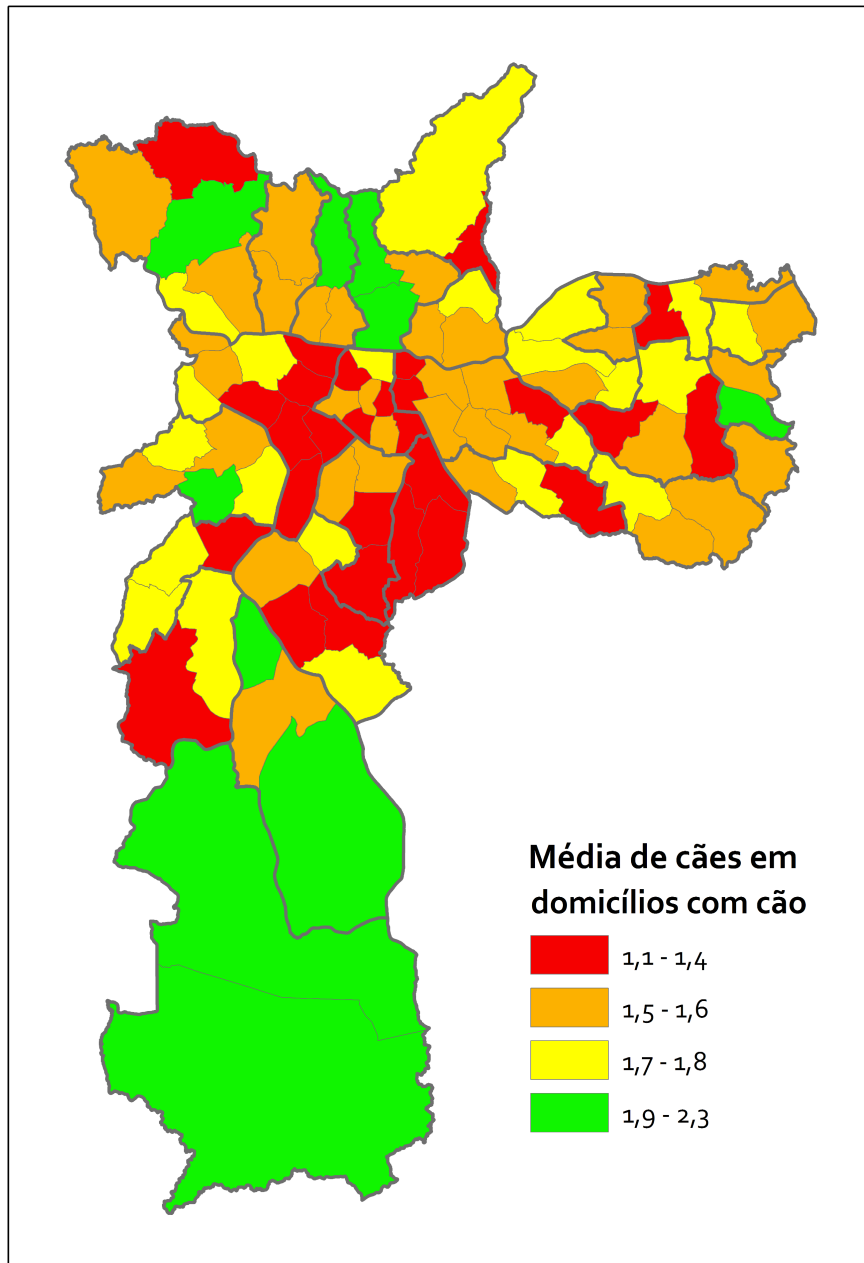 Média de cães em
domicílios com cão
1,1 - 1,4
1,5 - 1,6
1,7 - 1,8
1,9 - 2,3